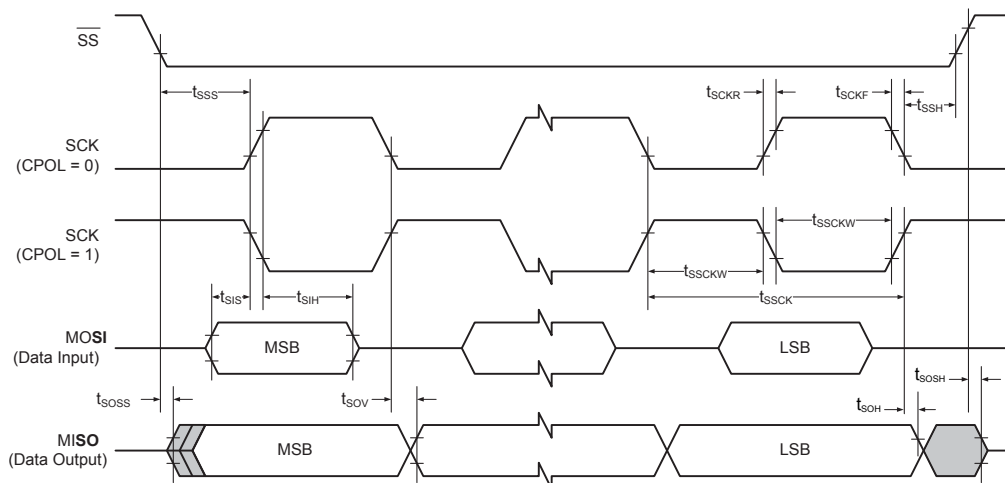 SS
tSSS
tSCKR
tSCKF
tSSH
SCK
(CPOL = 0)
SCK
(CPOL = 1)
tSSCKW
tSSCKW
tSSCK
tSIS
tSIH
MOSI
(Data Input)
MSB
LSB
tSOSS
tSOV
tSOH
tSOSH
MISO
(Data Output)
MSB
LSB